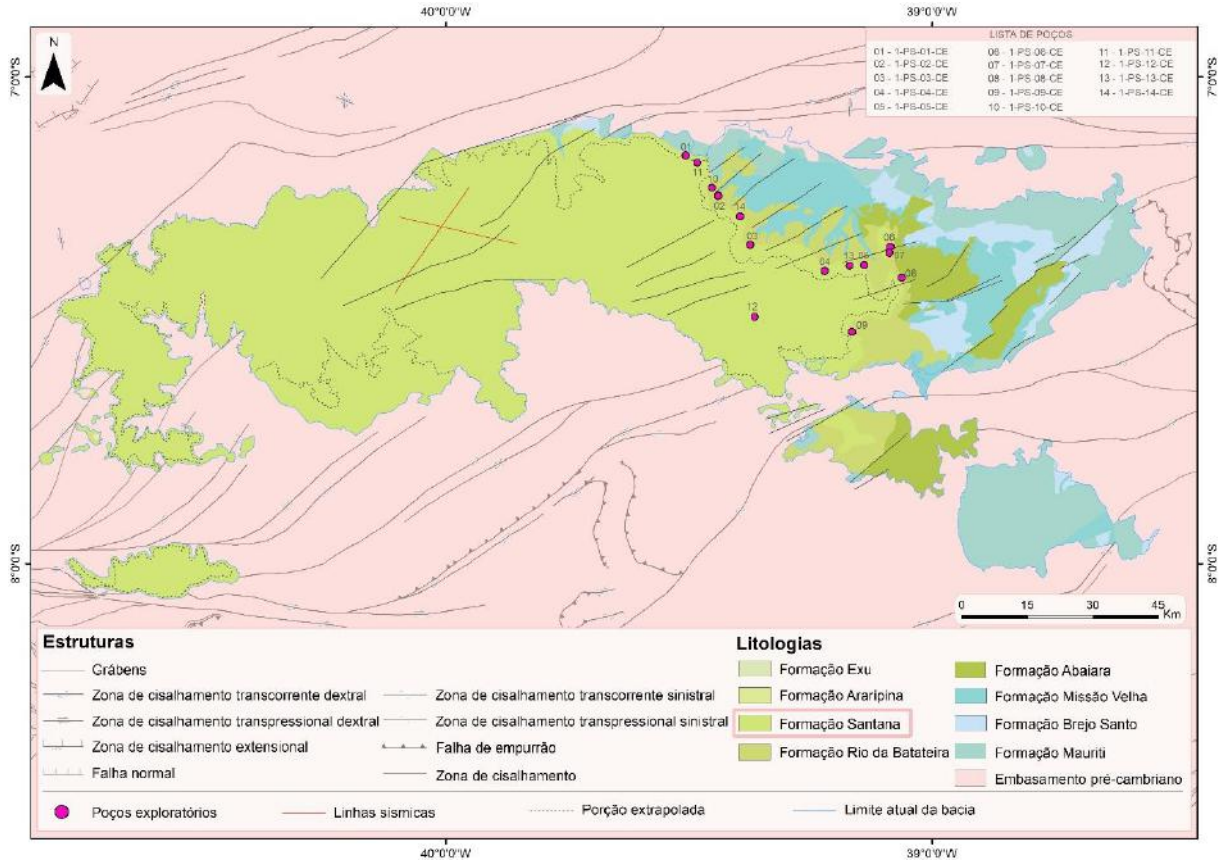 40°0'0"W
39°0'0"W
N
7°0'0"S
7°0'0"S
LISTA DE POÇOS
01 - 1-PS-01-CE
06 - 1-PS-06-CE
11 - 1-PS-11-CE
02 - 1-PS-02-CE
07 - 1-PS-07-CE
12 - 1-PS-12-CE
03 - 1-PS-03-CE
08 - 1-PS-08-CE
13 - 1-PS-13-CE
04 - 1-PS-04-CE
09 - 1-PS-09-CE
14 - 1-PS-14-CE
05 - 1-PS-05-CE
10 - 1-PS-10-CE
01
11
10
02
14
03
06
07
04
13
05
08
12
09
8°0'0"S
8°0'0"S
0 15 30 45
Km
Estruturas
Grábens
Zona de cisalhamento transcorrente dextral
Zona de cisalhamento transcorrente sinistral
Zona de cisalhamento transpressional dextral
Zona de cisalhamento transpressional sinistral
Zona de cisalhamento extensional
Falha de empurrão
Falha normal
Zona de cisalhamento
Litologias
Formação Exu
Formação Abaiara
Formação Araripina
Formação Missão Velha
Formação Santana
Formação Brejo Santo
Formação Rio da Batateira
Formação Mauriti
Embasamento pré-cambriano
Poços exploratórios
Linhas sísmicas
Porção extrapolada
Limite atual da bacia
40°0'0"W
39°0'0"W